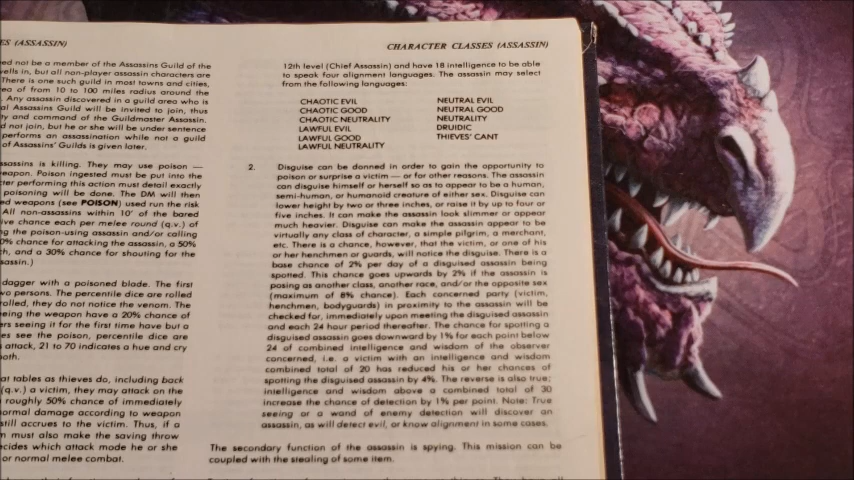 ES (ASSASSIN)
ed not be a member of the Assassins Guild of the
ells in, but all non-player assassin characters are
There is one such guild in most towns and cities,
ea of from 10 to 100 miles radius around the
. Any assassin discovered in a guild area who is
al Assassins Guild will be invited to join, thus
ty and command of the Guildmaster Assassin.
d not join, but he or she will be under sentence
performs an assassination while not a guild
of Assassins' Guilds is given later.
ssassins is killing. They may use poison —
eapon. Poison ingested must be put into the
cter performing this action must detail exactly
poisoning will be done. The DM will then
ed weapons (see POISON) used run the risk
All non-assassins within 10' of the bared
ive chance each per melee round (q.v.) of
ng the poison-using assassin and/or calling
0% chance for attacking the assassin, a 50%
h, and a 30% chance for shouting for the
sassin.)
dagger with a poisoned blade. The first
wo persons. The percentile dice are rolled
rolled, they do not notice the venom. The
eeing the weapon have a 20% chance of
ers seeing it for the first time have but a
es see the poison, percentile dice are
attack, 21 to 70 indicates a hue and cry
oth.
at tables as thieves do, including back
(q.v.) a victim, they may attack on the
roughly 50% chance of immediately
ormal damage according to weapon
still accrues to the victim. Thus, if a
n must also make the saving throw
ecides which attack mode he or she
or normal melee combat.
CHARACTER CLASSES (ASSASSIN)
12th level (Chief Assassin) and have 18 intelligence to be able
to speak four alignment languages. The assassin may select
from the following languages:
CHAOTIC EVIL
CHAOTIC GOOD
CHAOTIC NEUTRALITY
LAWFUL EVIL
LAWFUL GOOD
LAWFUL NEUTRALITY
NEUTRAL EVIL
NEUTRAL GOOD
NEUTRALITY
DRUIDIC
THIEVES' CANT
2. Disguise can be donned in order to gain the opportunity to
poison or surprise a victim — or for other reasons. The assassin
can disguise himself or herself so as to appear to be a human,
semi-human, or humanoid creature of either sex. Disguise can
lower height by two or three inches, or raise it by up to four or
five inches. It can make the assassin look slimmer or appear
much heavier. Disguise can make the assassin appear to be
virtually any class of character, a simple pilgrim, a merchant,
etc. There is a chance, however, that the victim, or one of his
or her henchmen or guards, will notice the disguise. There is a
base chance of 2% per day of a disguised assassin being
spotted. This chance goes upwards by 2% if the assassin is
posing as another class, another race, and/or the opposite sex
(maximum of 8% chance). Each concerned party (victim,
henchmen, bodyguards) in proximity to the assassin will be
checked for, immediately upon meeting the disguised assassin
and each 24 hour period thereafter. The chance for spotting a
disguised assassin goes downward by 1% for each point below
24 of combined intelligence and wisdom of the observer
concerned, i.e. a victim with an intelligence and wisdom
combined total of 20 has reduced his or her chances of
spotting the disguised assassin by 4%. The reverse is also true;
intelligence and wisdom above a combined total of 30
increase the chance of detection by 1% per point. Note: True
seeing or a wand of enemy detection will discover an
assassin, as will detect evil, or know alignment in some cases.
The secondary function of the assassin is spying. This mission can be
coupled with the stealing of some item.